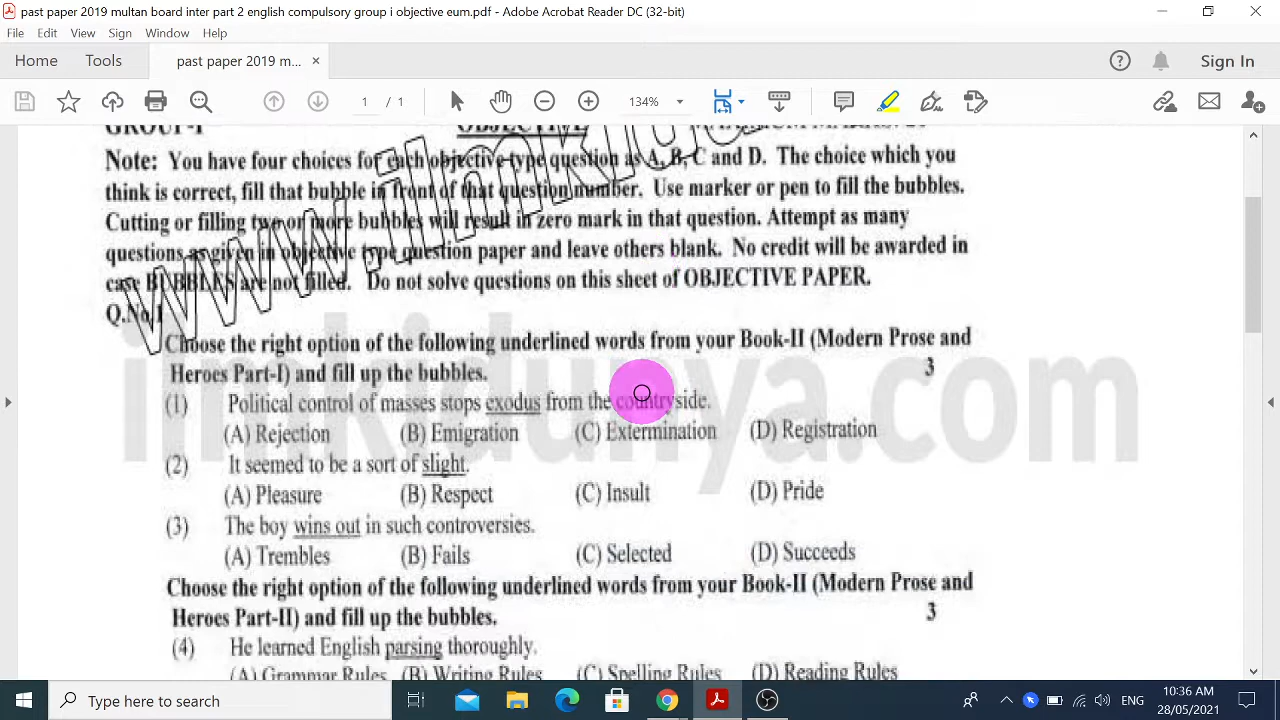 past paper 2019 multan board inter part 2 english compulsory group i objective eum.pdf - Adobe Acrobat Reader DC (32-bit)
File Edit View Sign Window Help
Home Tools past paper 2019 m... × Sign In
1 / 1 134%
GROUP-I OBJECTIVE
Note: You have four choices for each objective type question as A, B, C and D. The choice which you
think is correct, fill that bubble in front of that question number. Use marker or pen to fill the bubbles.
Cutting or filling two or more bubbles will result in zero mark in that question. Attempt as many
questions as given in objective type question paper and leave others blank. No credit will be awarded in
case BUBBLES are not filled. Do not solve questions on this sheet of OBJECTIVE PAPER.
Q.No.1
Choose the right option of the following underlined words from your Book-II (Modern Prose and
Heroes Part-I) and fill up the bubbles. 3
(1) Political control of masses stops exodus from the countryside.
(A) Rejection (B) Emigration (C) Extermination (D) Registration
(2) It seemed to be a sort of slight.
(A) Pleasure (B) Respect (C) Insult (D) Pride
(3) The boy wins out in such controversies.
(A) Trembles (B) Fails (C) Selected (D) Succeeds
Choose the right option of the following underlined words from your Book-II (Modern Prose and
Heroes Part-II) and fill up the bubbles. 3
(4) He learned English parsing thoroughly.
(A) Grammar Rules (B) Writing Rules (C) Spelling Rules (D) Reading Rules
ilmkidunya.com
Type here to search ENG 10:36 AM
28/05/2021